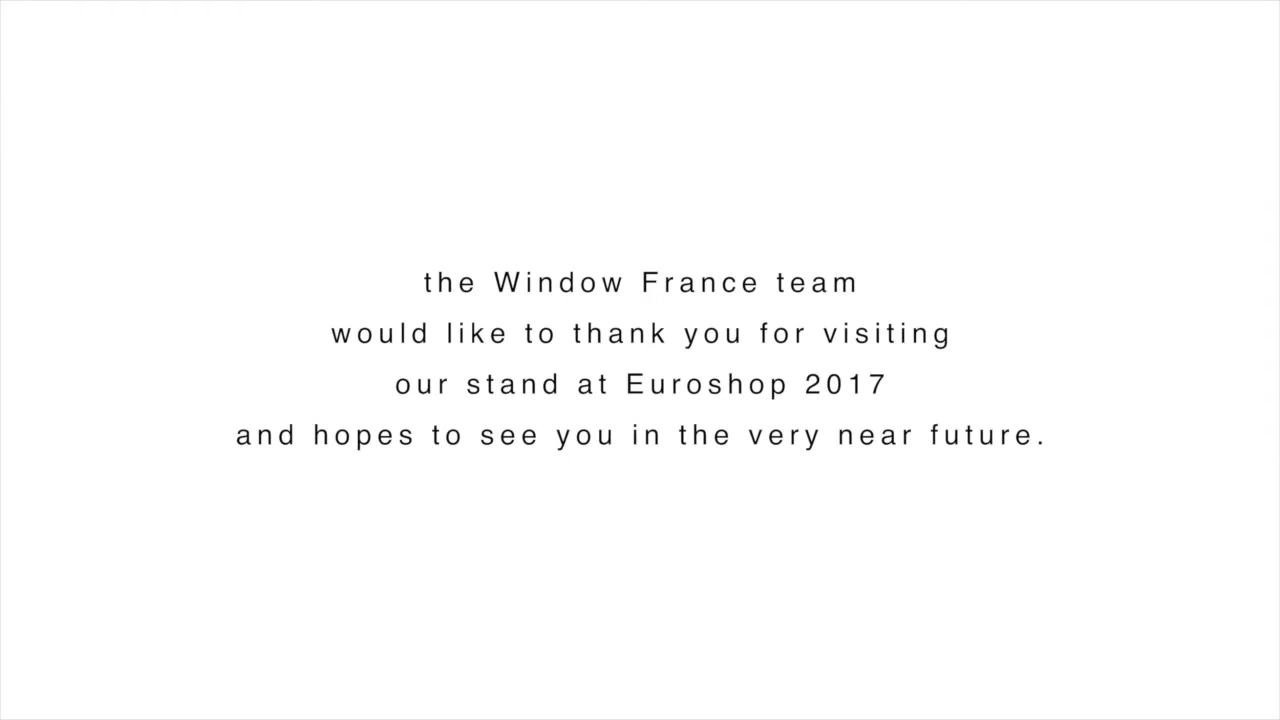 the Window France team
would like to thank you for visiting
our stand at Euroshop 2017
and hopes to see you in the very near future.